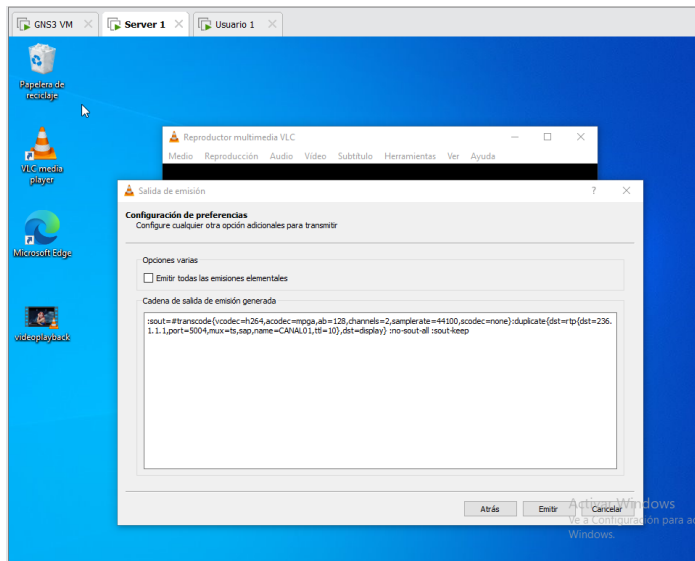 GNS3 VM
Server 1
Usuario 1
Papelera de
reciclaje
VLC media
player
Microsoft Edge
videoplayback
Reproductor multimedia VLC
Medio Reproducción Audio Vídeo Subtítulo Herramientas Ver Ayuda
Salida de emisión
Configuración de preferencias
Configure cualquier otra opción adicionales para transmitir
Opciones varias
Emitir todas las emisiones elementales
Cadena de salida de emisión generada
:sout=#transcode{vcodec=h264,acodec=mpga,ab=128,channels=2,samplerate=44100,scodec=none}:duplicate{dst=rtp{dst=236.
1.1.1,port=5004,mux=ts,sap,name=CANAL01,ttl=10},dst=display} :no-sout-all :sout-keep
Atrás
Emitir
Cancelar
Activar Windows
Ve a Configuración para ac
Windows.